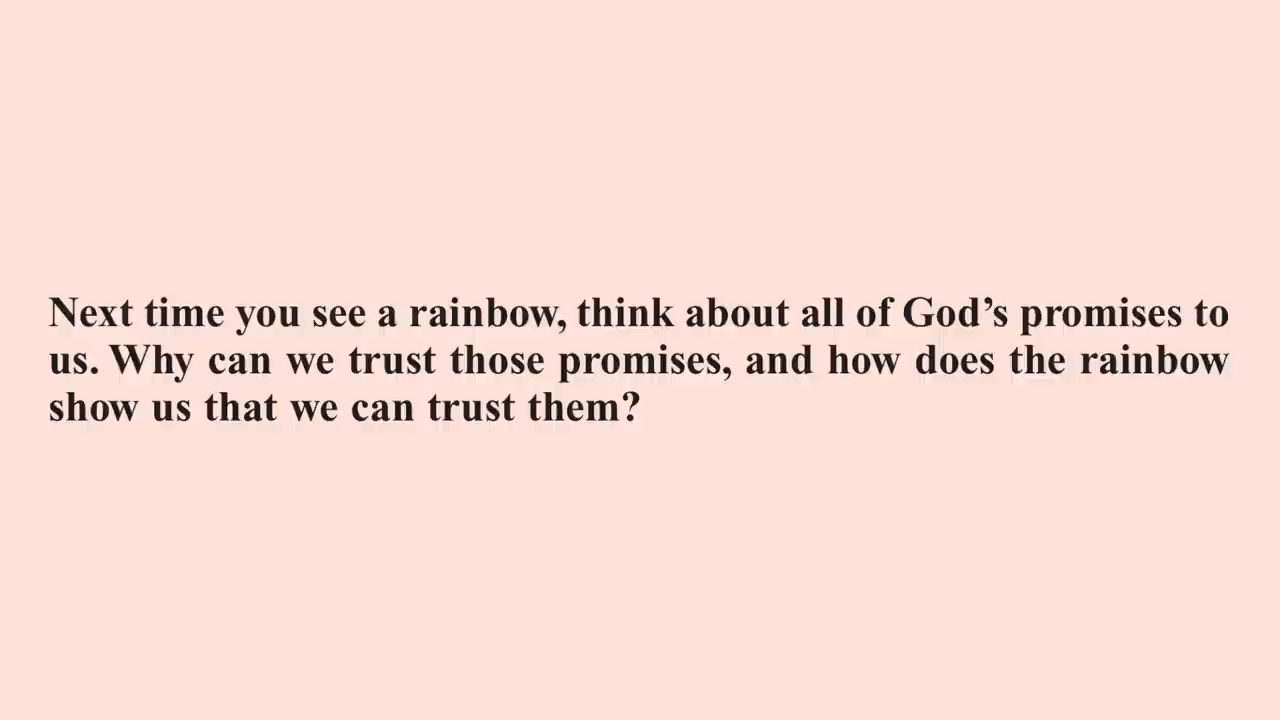 Next time you see a rainbow, think about all of God’s promises to
us. Why can we trust those promises, and how does the rainbow
show us that we can trust them?